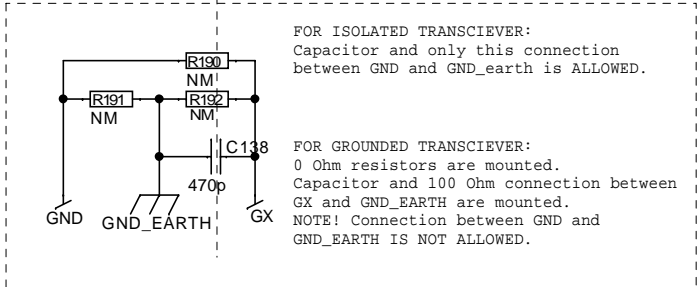 FOR ISOLATED TRANSCIEVER:
Capacitor and only this connection
between GND and GND_earth is ALLOWED.
R190
NM
R191
NM
R192
NM
C138
470p
GND
GND_EARTH
GX
FOR GROUNDED TRANSCIEVER:
0 Ohm resistors are mounted.
Capacitor and 100 Ohm connection between
GX and GND_EARTH are mounted.
NOTE! Connection between GND and
GND_EARTH IS NOT ALLOWED.